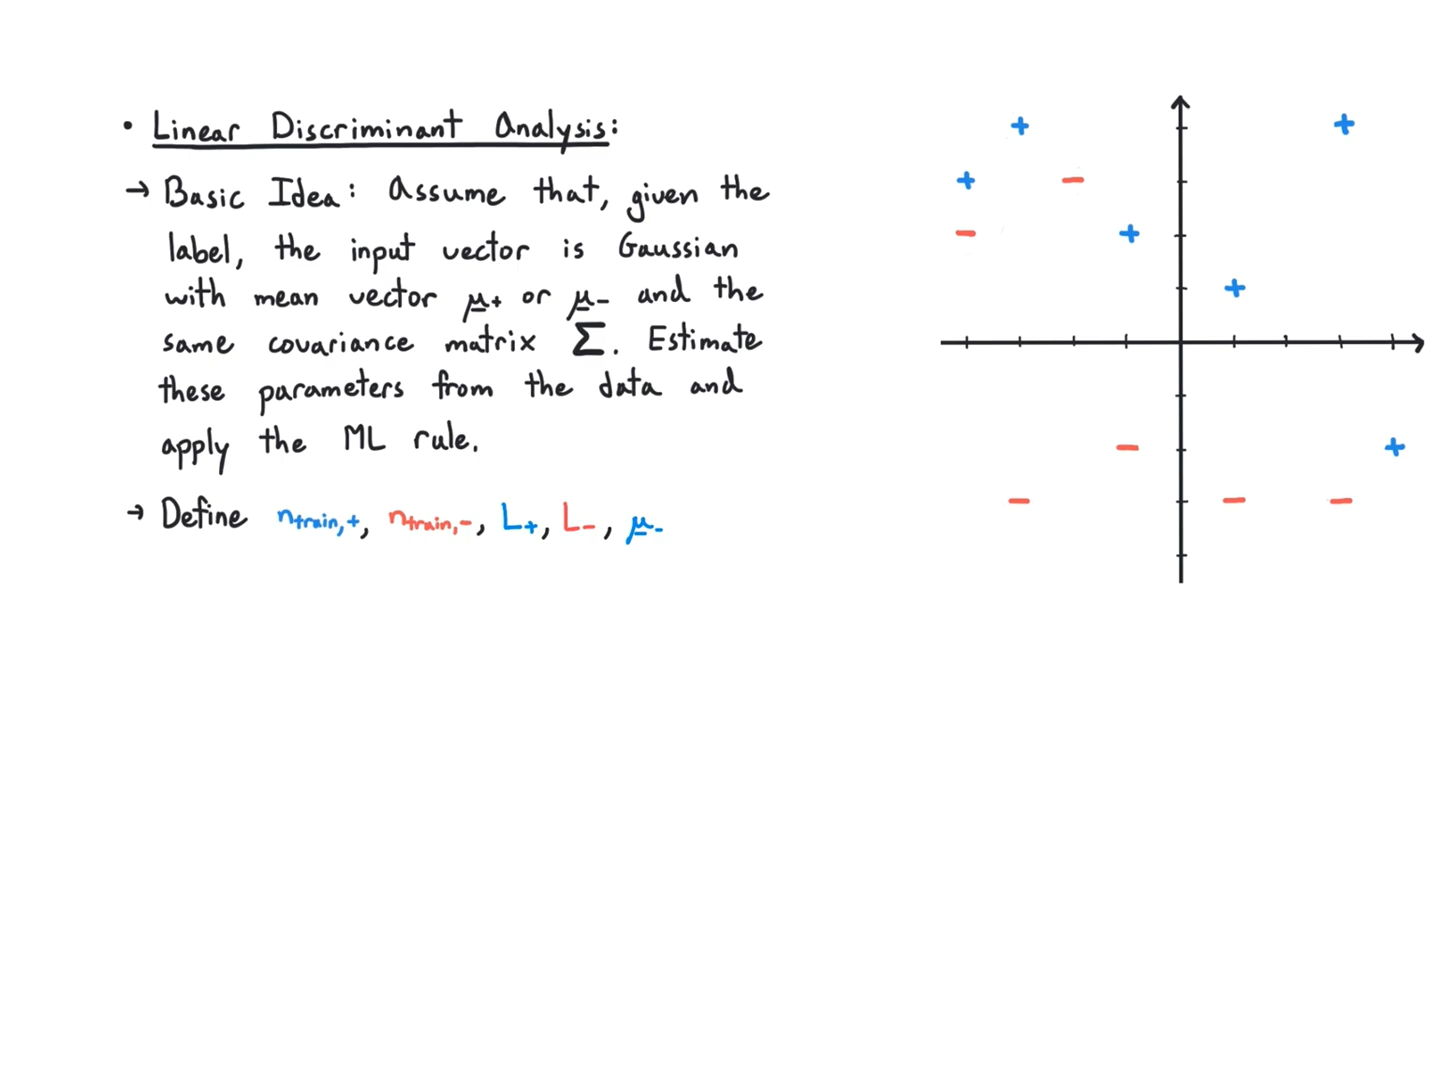 • Linear Discriminant Analysis:
→ Basic Idea: Assume that, given the
label, the input vector is Gaussian
with mean vector μ+ or μ- and the
same covariance matrix Σ. Estimate
these parameters from the data and
apply the ML rule.
→ Define ntrain,+, ntrain,-, L+, L-, μ-